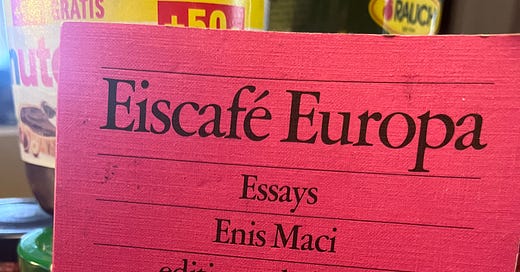 GRATIS
+50
RAUCH
Eiscafé Europa
Essays
Enis Maci